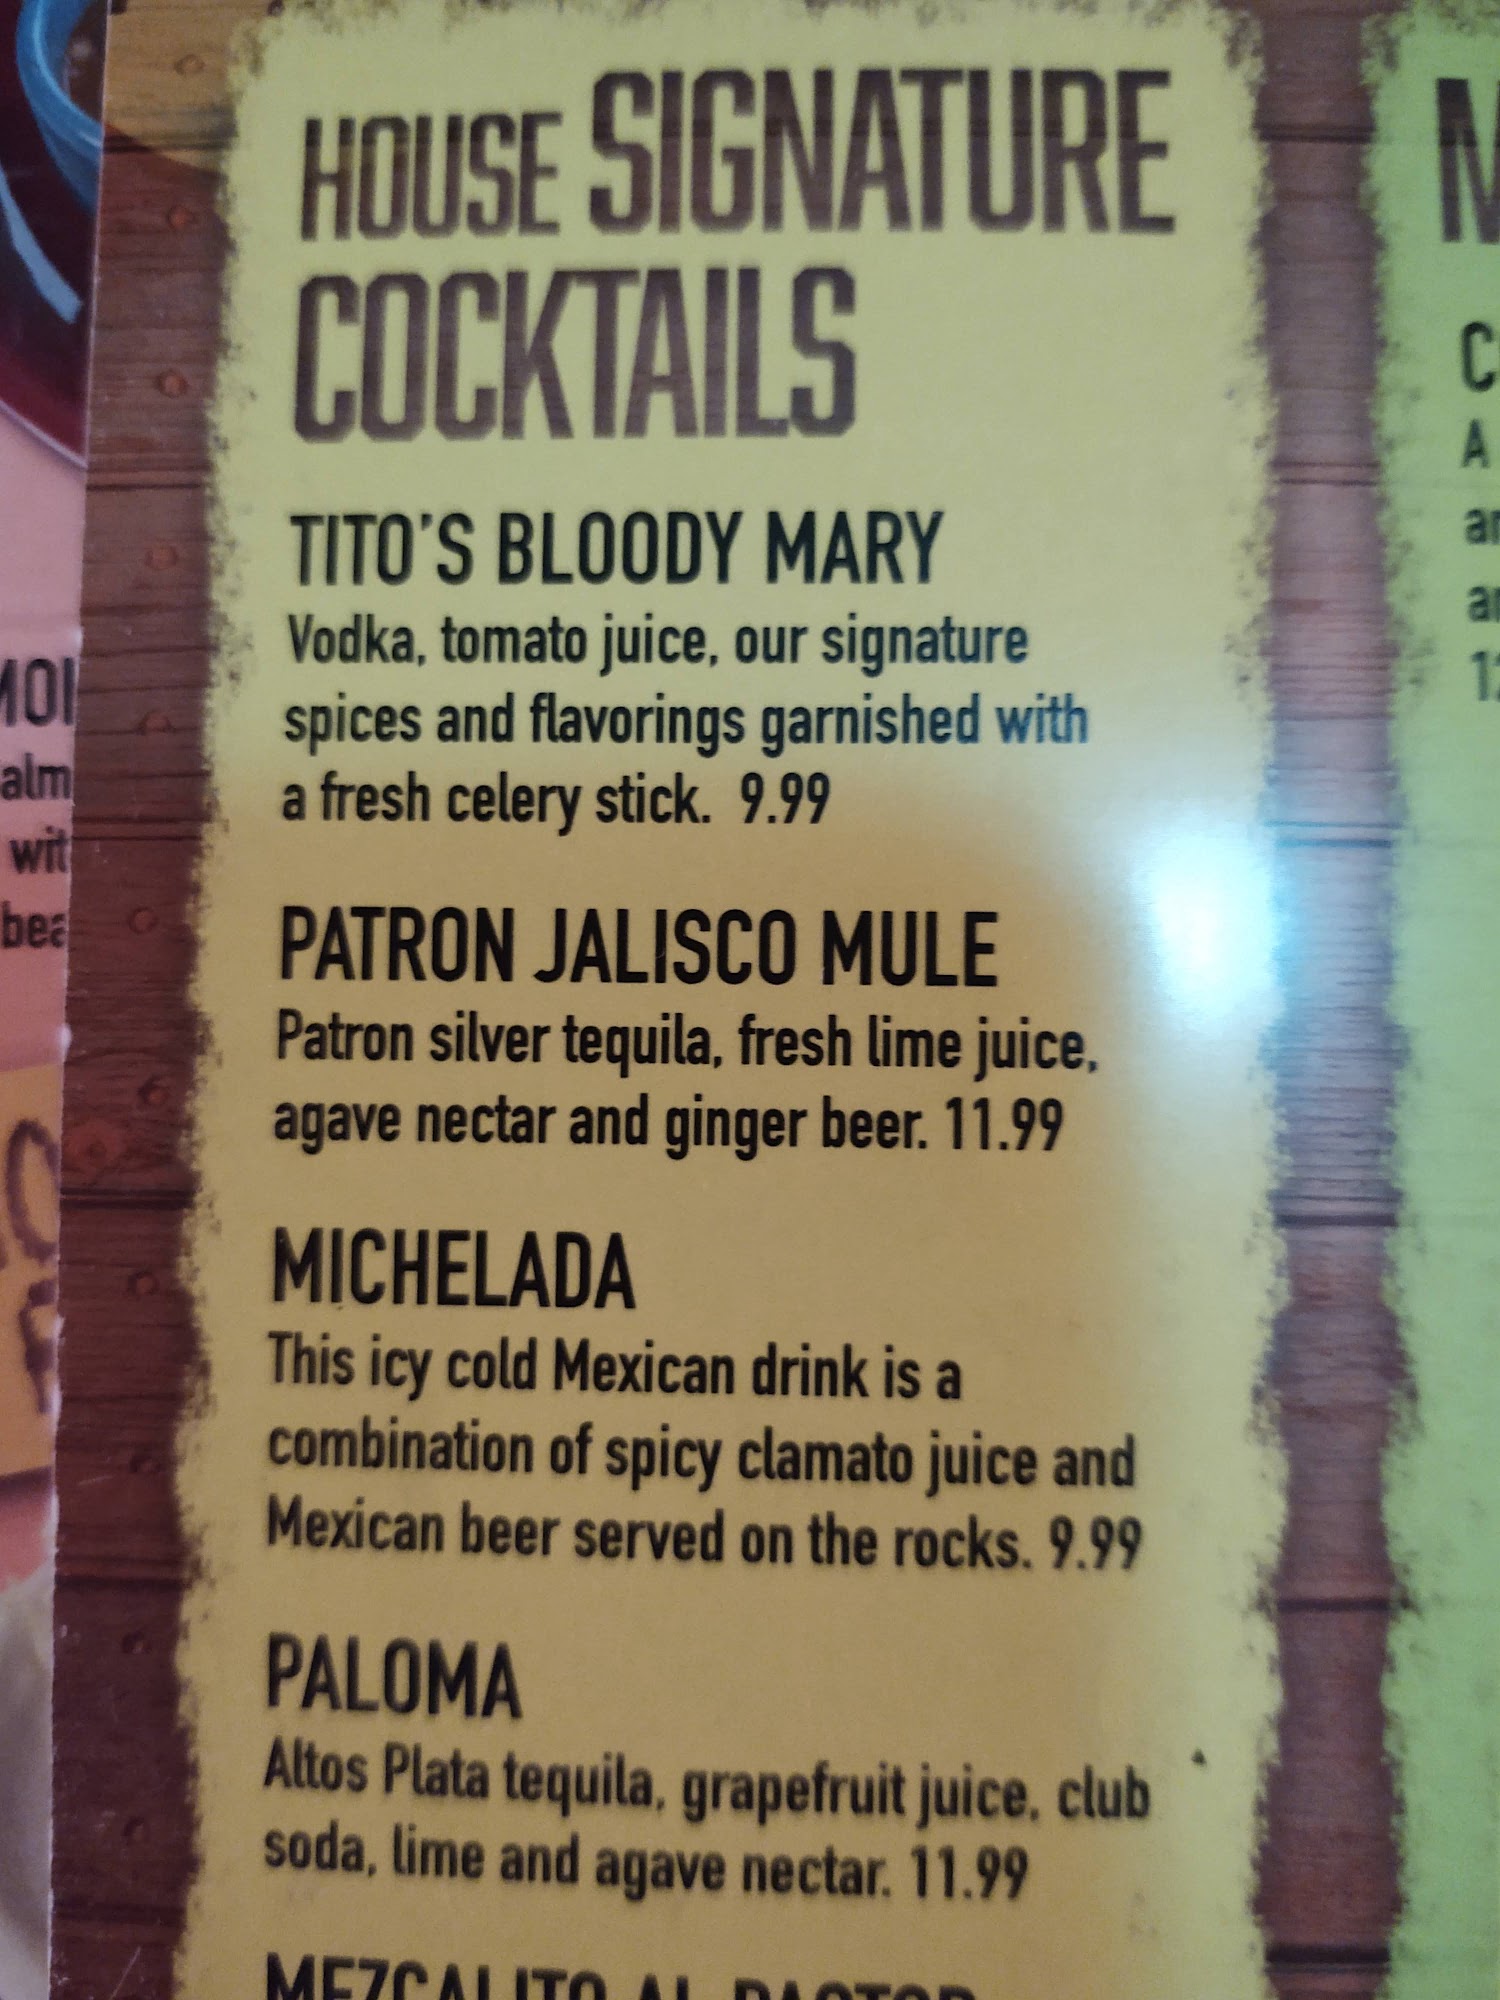 HOUSE SIGNATURE
COCKTAILS
TITO'S BLOODY MARY
Vodka, tomato juice, our signature
spices and flavorings garnished with
a fresh celery stick. 9.99
PATRON JALISCO MULE
Patron silver tequila, fresh lime juice,
agave nectar and ginger beer. 11.99
MICHELADA
This icy cold Mexican drink is a
combination of spicy clamato juice and
Mexican beer served on the rocks. 9.99
PALOMA
Altos Plata tequila, grapefruit juice, club
soda, lime and agave nectar. 11.99
MEZCALITO AL PASTOR